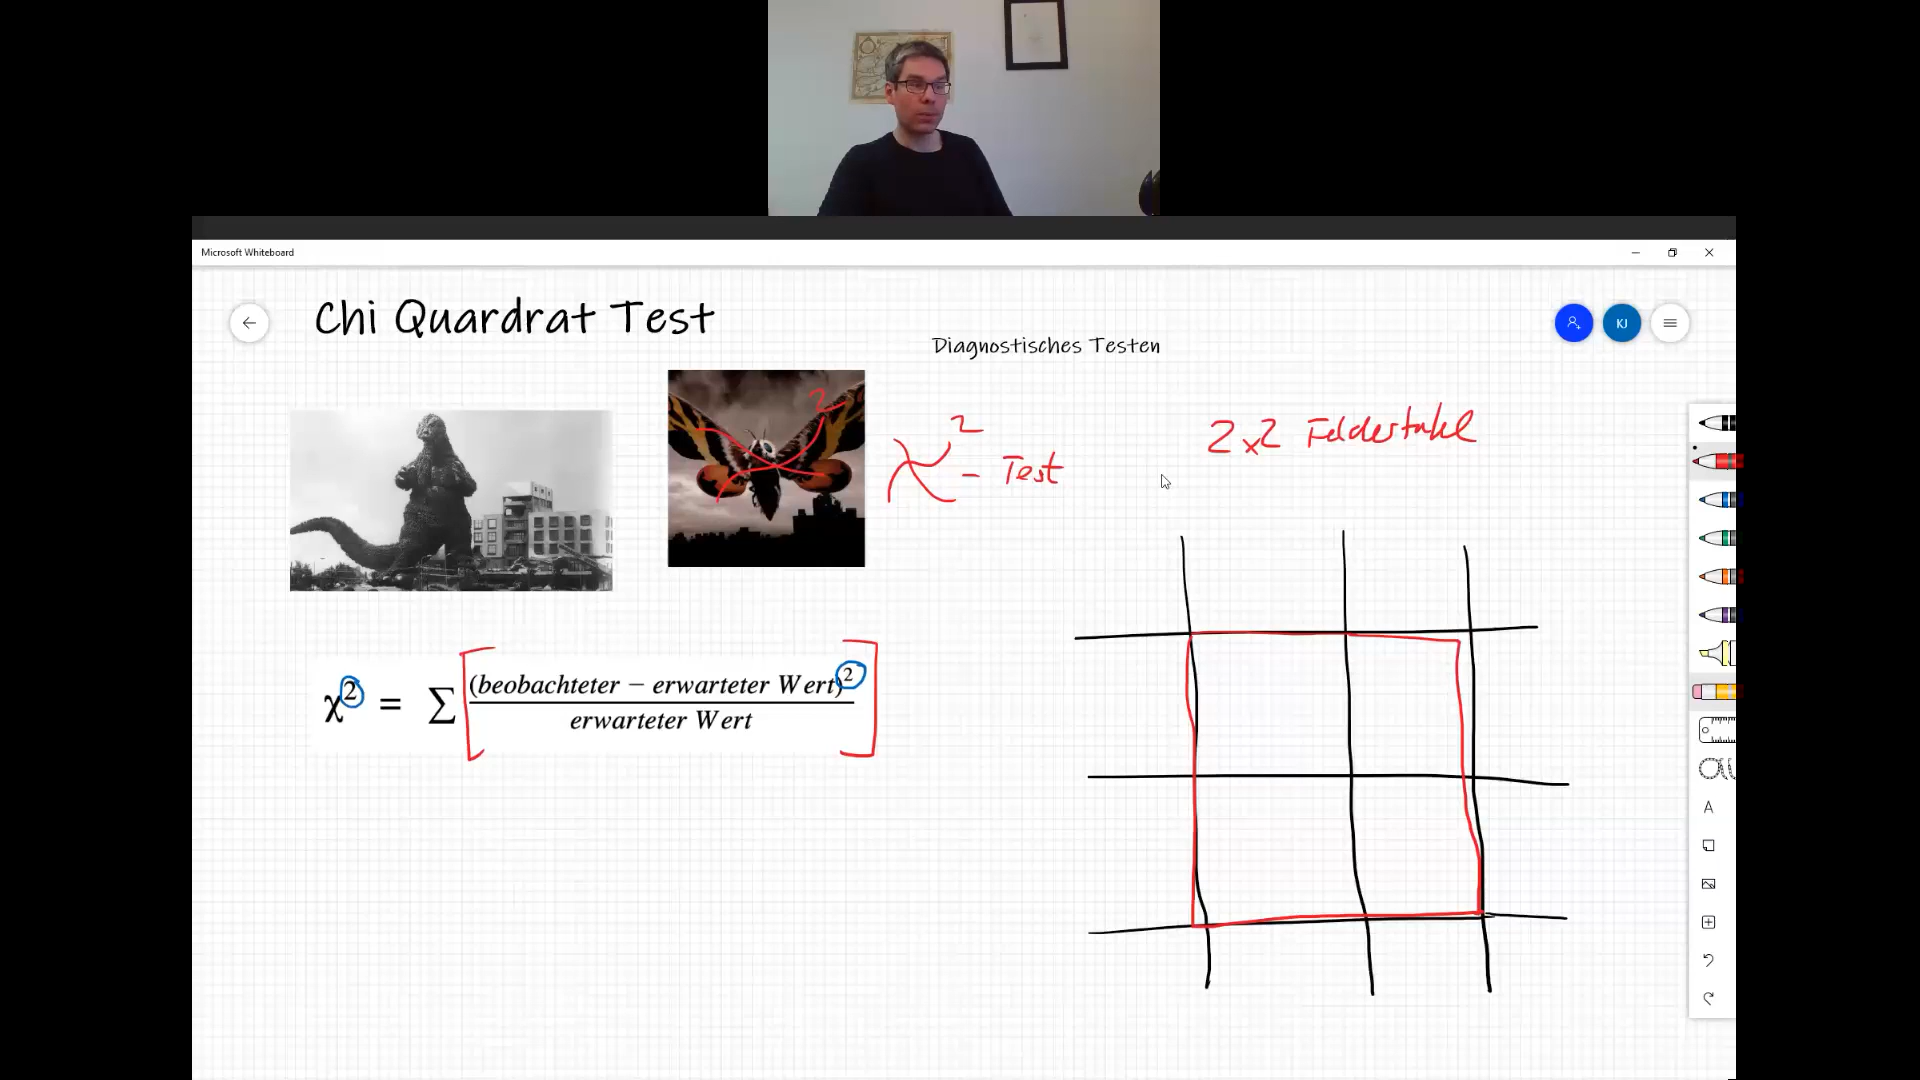 Microsoft Whiteboard
Chi Quardrat Test
KJ
Diagnostisches Testen
2
χ² - Test
2x2 Feldertafel
χ² = ∑ [(beobachteter − erwarteter Wert)²
erwarteter Wert]
A